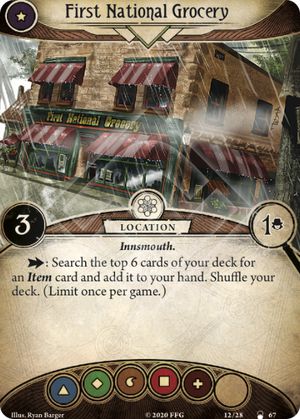 First National Grocery
First National Grocery
3
LOCATION
1
Innsmouth.
: Search the top 6 cards of your deck for
an Item card and add it to your hand. Shuffle your
deck. (Limit once per game.)
Illus. Ryan Barger
© 2020 FFG
12/28
67